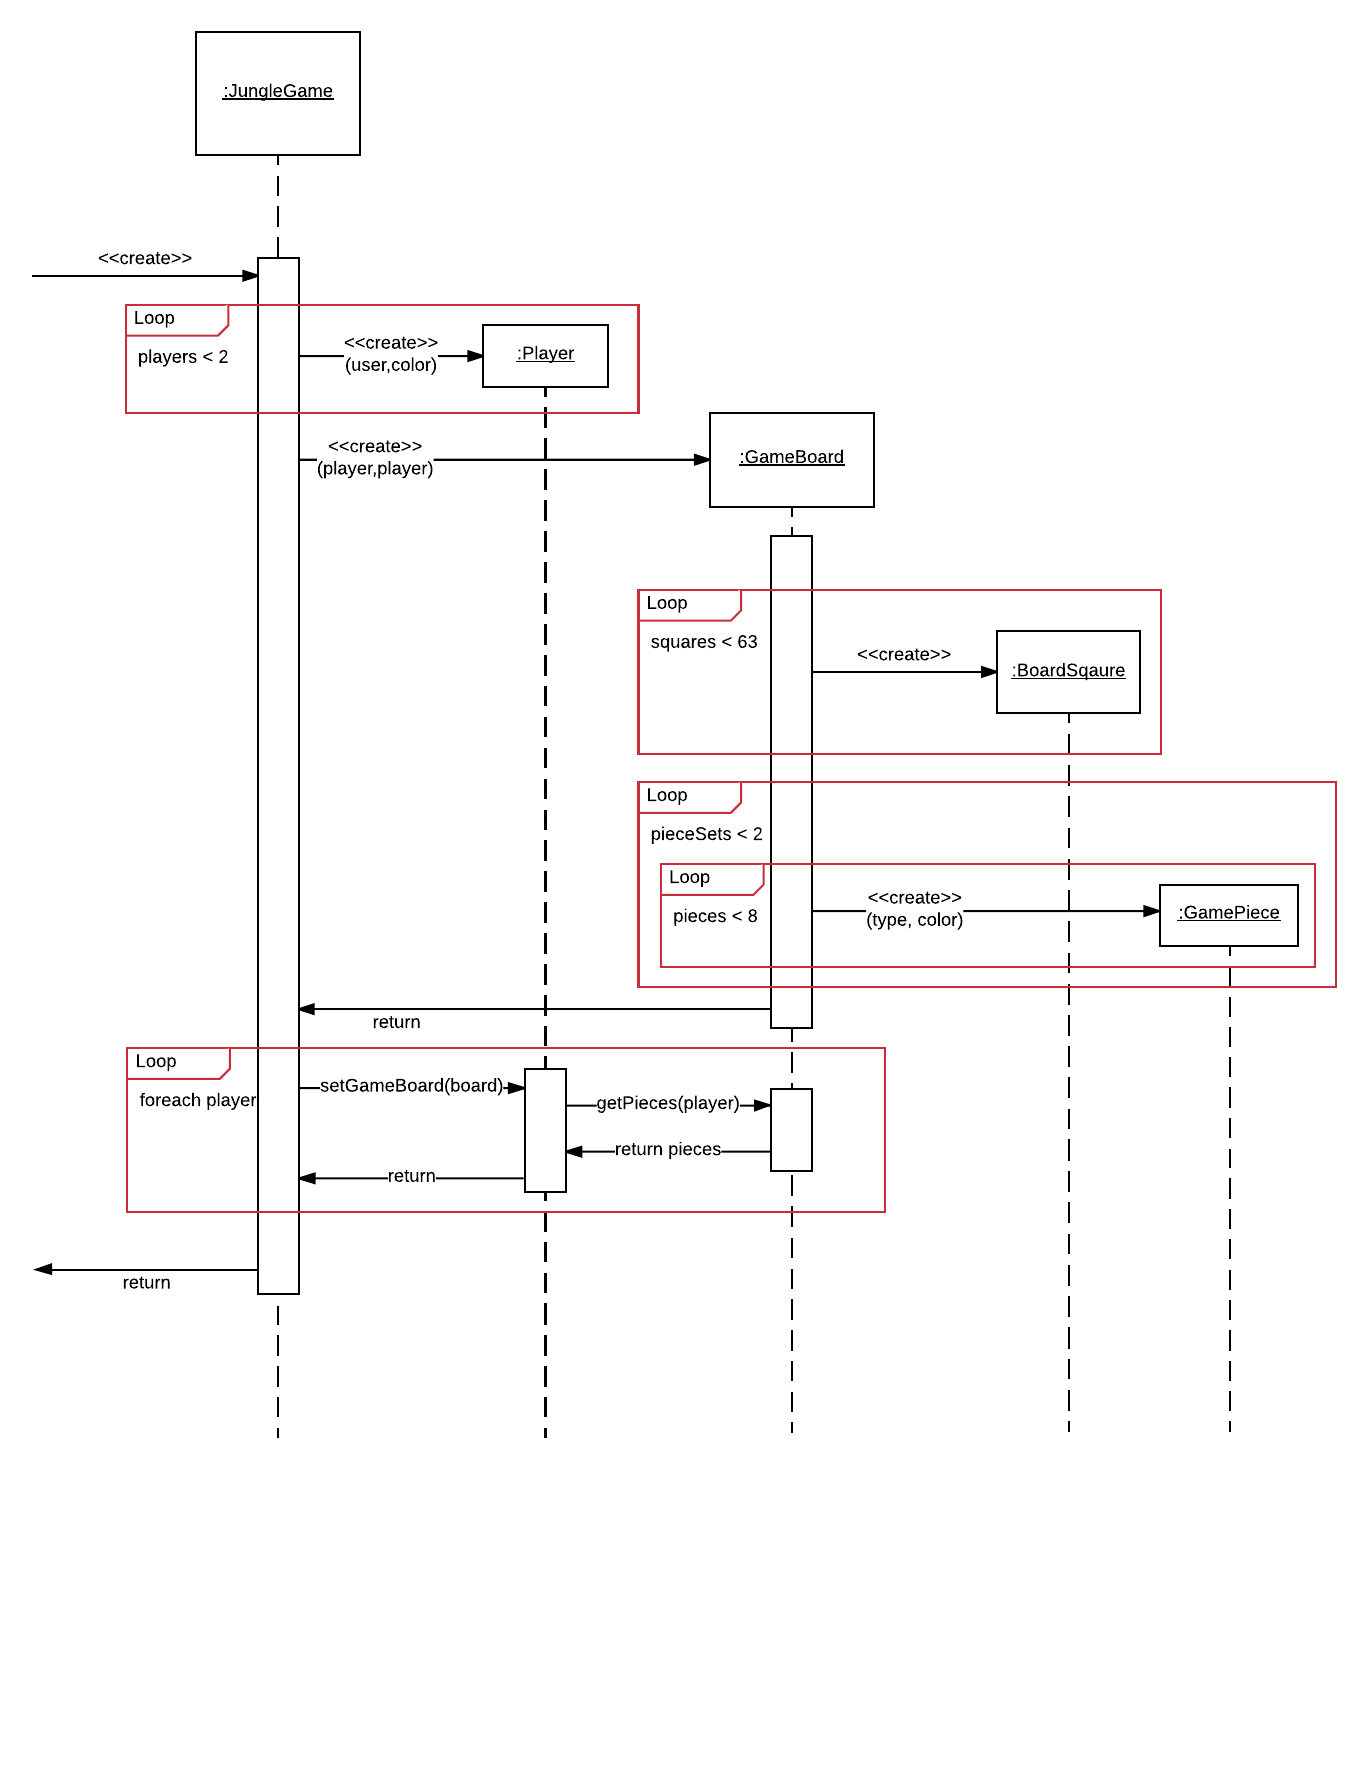 :JungleGame
<<create>>
Loop
players < 2
<<create>>
(user,color)
:Player
<<create>>
(player,player)
:GameBoard
Loop
squares < 63
<<create>>
:BoardSqaure
Loop
pieceSets < 2
Loop
pieces < 8
<<create>>
(type, color)
:GamePiece
return
Loop
foreach player
setGameBoard(board)
getPieces(player)
return pieces
return
return